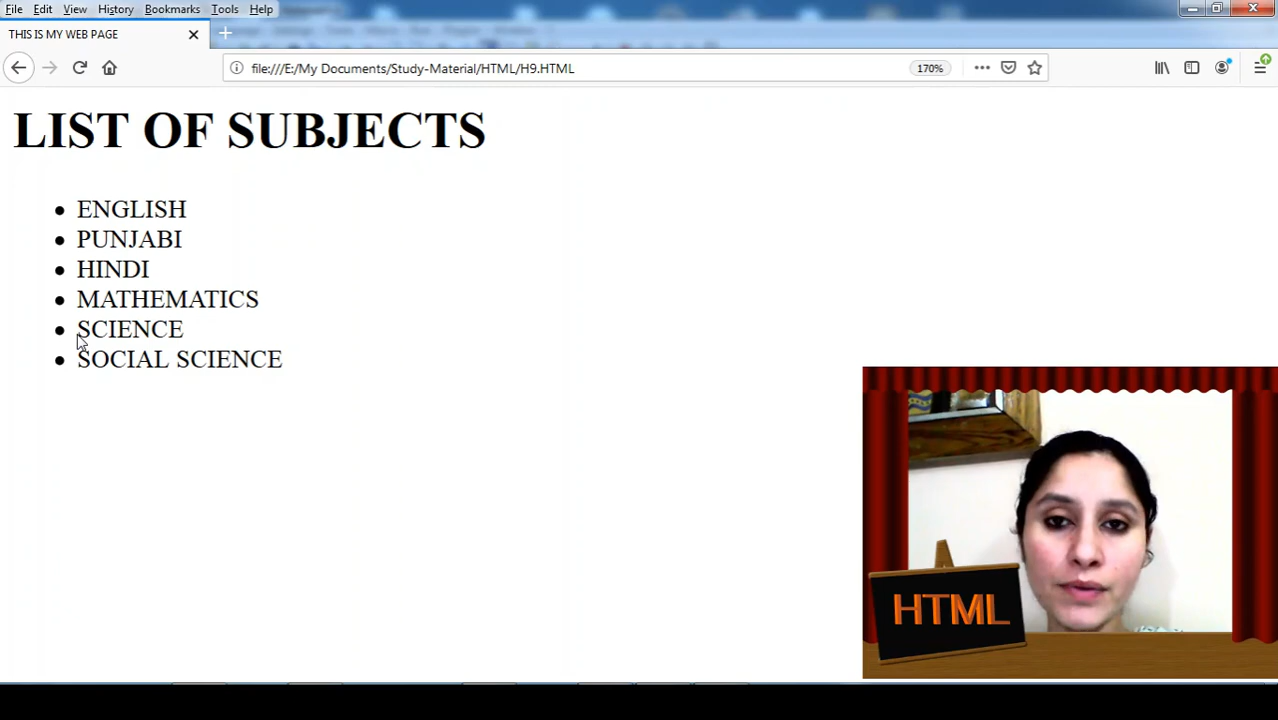 File Edit View History Bookmarks Tools Help
THIS IS MY WEB PAGE
file:///E:/My Documents/Study-Material/HTML/H9.HTML 170%
LIST OF SUBJECTS
• ENGLISH
• PUNJABI
• HINDI
• MATHEMATICS
• SCIENCE
• SOCIAL SCIENCE
HTML